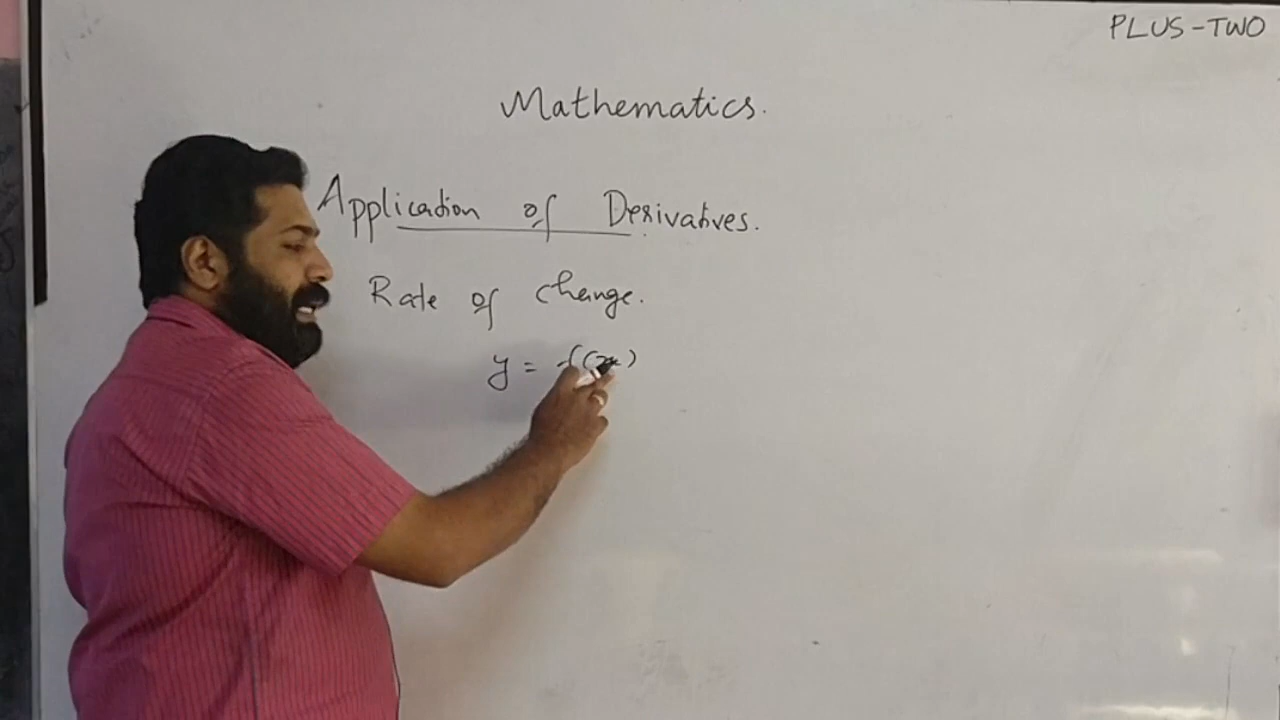 PLUS-TWO
Mathematics.
Application of Derivatives.
Rate of change.
y = f(x)